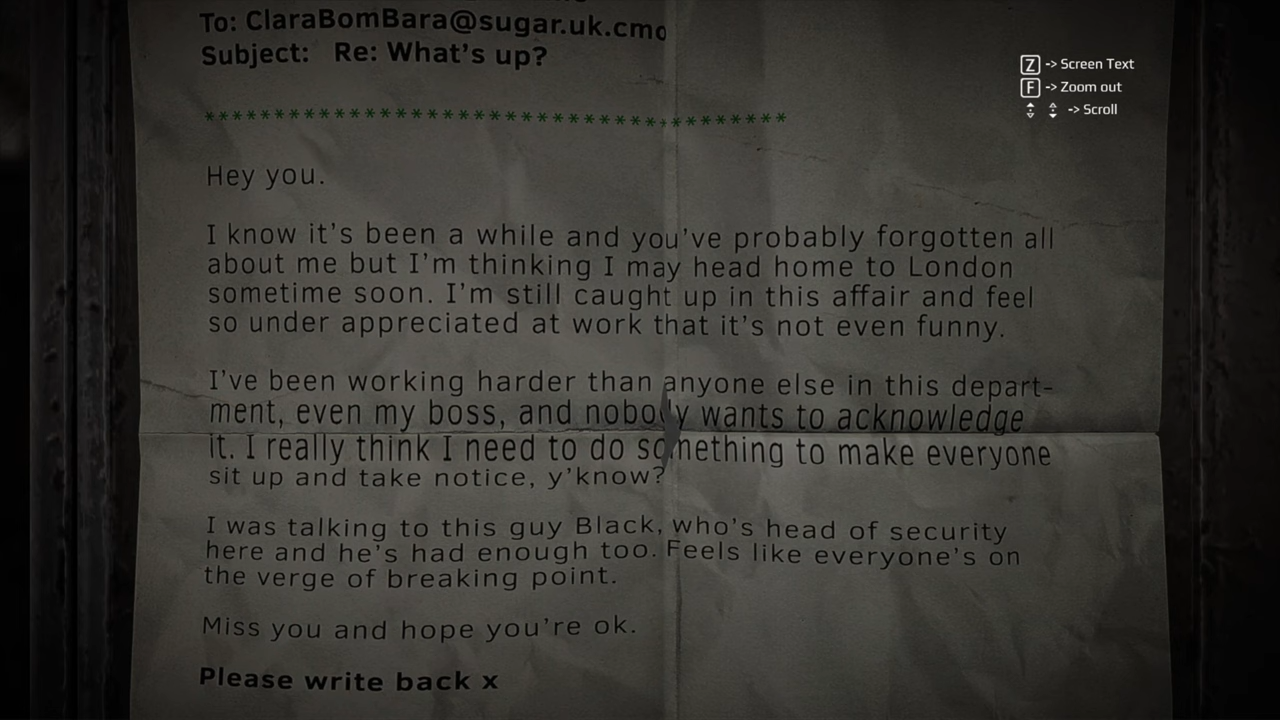 To: ClaraBomBara@sugar.uk.cmo
Subject: Re: What's up?
Z -> Screen Text
F -> Zoom out
-> Scroll
****************************************
Hey you.
I know it's been a while and you've probably forgotten all
about me but I'm thinking I may head home to London
sometime soon. I'm still caught up in this affair and feel
so under appreciated at work that it's not even funny.
I've been working harder than anyone else in this depart-
ment, even my boss, and nobody wants to acknowledge
it. I really think I need to do something to make everyone
sit up and take notice, y'know?
I was talking to this guy Black, who's head of security
here and he's had enough too. Feels like everyone's on
the verge of breaking point.
Miss you and hope you're ok.
Please write back x